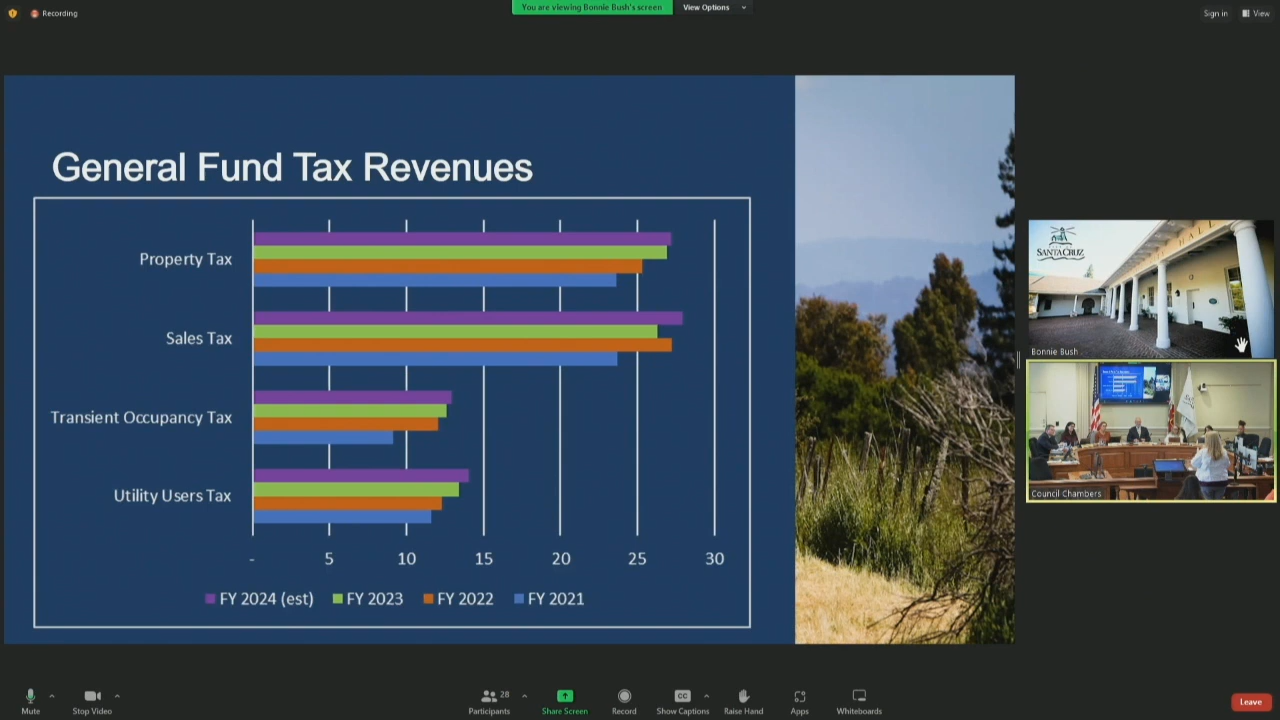 Recording
You are viewing Bonnie Bush's screen
View Options
Sign in
View
General Fund Tax Revenues
Property Tax
Sales Tax
Transient Occupancy Tax
Utility Users Tax
- 5 10 15 20 25 30
FY 2024 (est) FY 2023 FY 2022 FY 2021
SANTA CRUZ
HALL
Bonnie Bush
Council Chambers
Mute
Stop Video
28
Participants
Share Screen
Record
CC
Show Captions
Raise Hand
Apps
Whiteboards
Leave